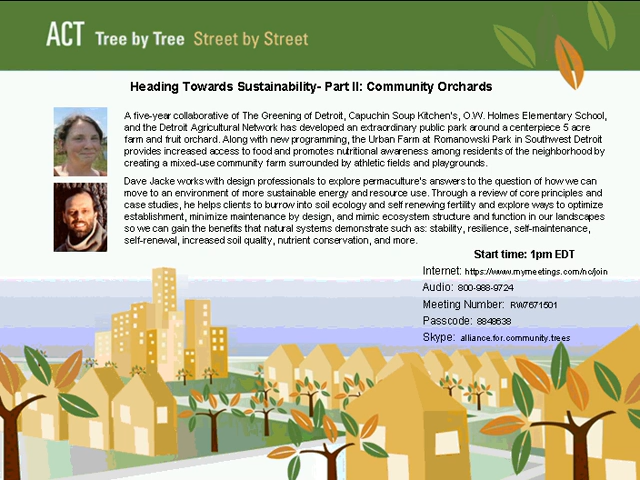 ACT Tree by Tree Street by Street
Heading Towards Sustainability- Part II: Community Orchards
A five-year collaborative of The Greening of Detroit, Capuchin Soup Kitchen's, O.W. Holmes Elementary School,
and the Detroit Agricultural Network has developed an extraordinary public park around a centerpiece 5 acre
farm and fruit orchard. Along with new programming, the Urban Farm at Romanowski Park in Southwest Detroit
provides increased access to food and promotes nutritional awareness among residents of the neighborhood by
creating a mixed-use community farm surrounded by athletic fields and playgrounds.
Dave Jacke works with design professionals to explore permaculture's answers to the question of how we can
move to an environment of more sustainable energy and resource use. Through a review of core principles and
case studies, he helps clients to burrow into soil ecology and self renewing fertility and explore ways to optimize
establishment, minimize maintenance by design, and mimic ecosystem structure and function in our landscapes
so we can gain the benefits that natural systems demonstrate such as: stability, resilience, self-maintenance,
self-renewal, increased soil quality, nutrient conservation, and more.
Start time: 1pm EDT
Internet: https://www.mymeetings.com/nc/join
Audio: 800-988-9724
Meeting Number: RW7671501
Passcode: 8848638
Skype: alliance.for.community.trees